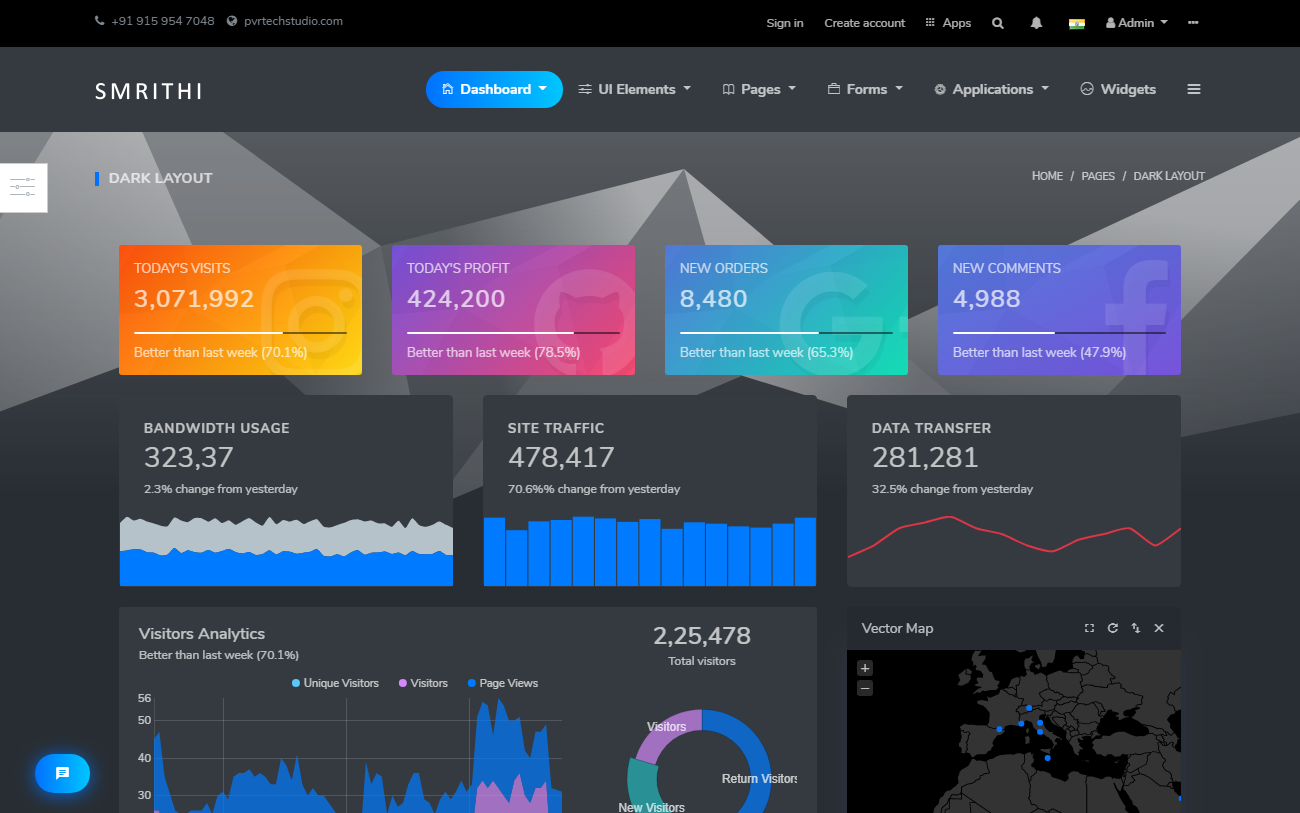 +91 915 954 7048 pvrtechstudio.com Sign in Create account Apps Admin
SMRITHI Dashboard UI Elements Pages Forms Applications Widgets
DARK LAYOUT HOME / PAGES / DARK LAYOUT
TODAY'S VISITS
3,071,992
Better than last week (70.1%)
TODAY'S PROFIT
424,200
Better than last week (78.5%)
NEW ORDERS
8,480
Better than last week (65.3%)
NEW COMMENTS
4,988
Better than last week (47.9%)
BANDWIDTH USAGE
323,37
2.3% change from yesterday
SITE TRAFFIC
478,417
70.6%% change from yesterday
DATA TRANSFER
281,281
32.5% change from yesterday
Visitors Analytics
Better than last week (70.1%)
Unique Visitors Visitors Page Views
56
50
40
30
2,25,478
Total visitors
Visitors
Return Visitors
New Visitors
Vector Map
+
−